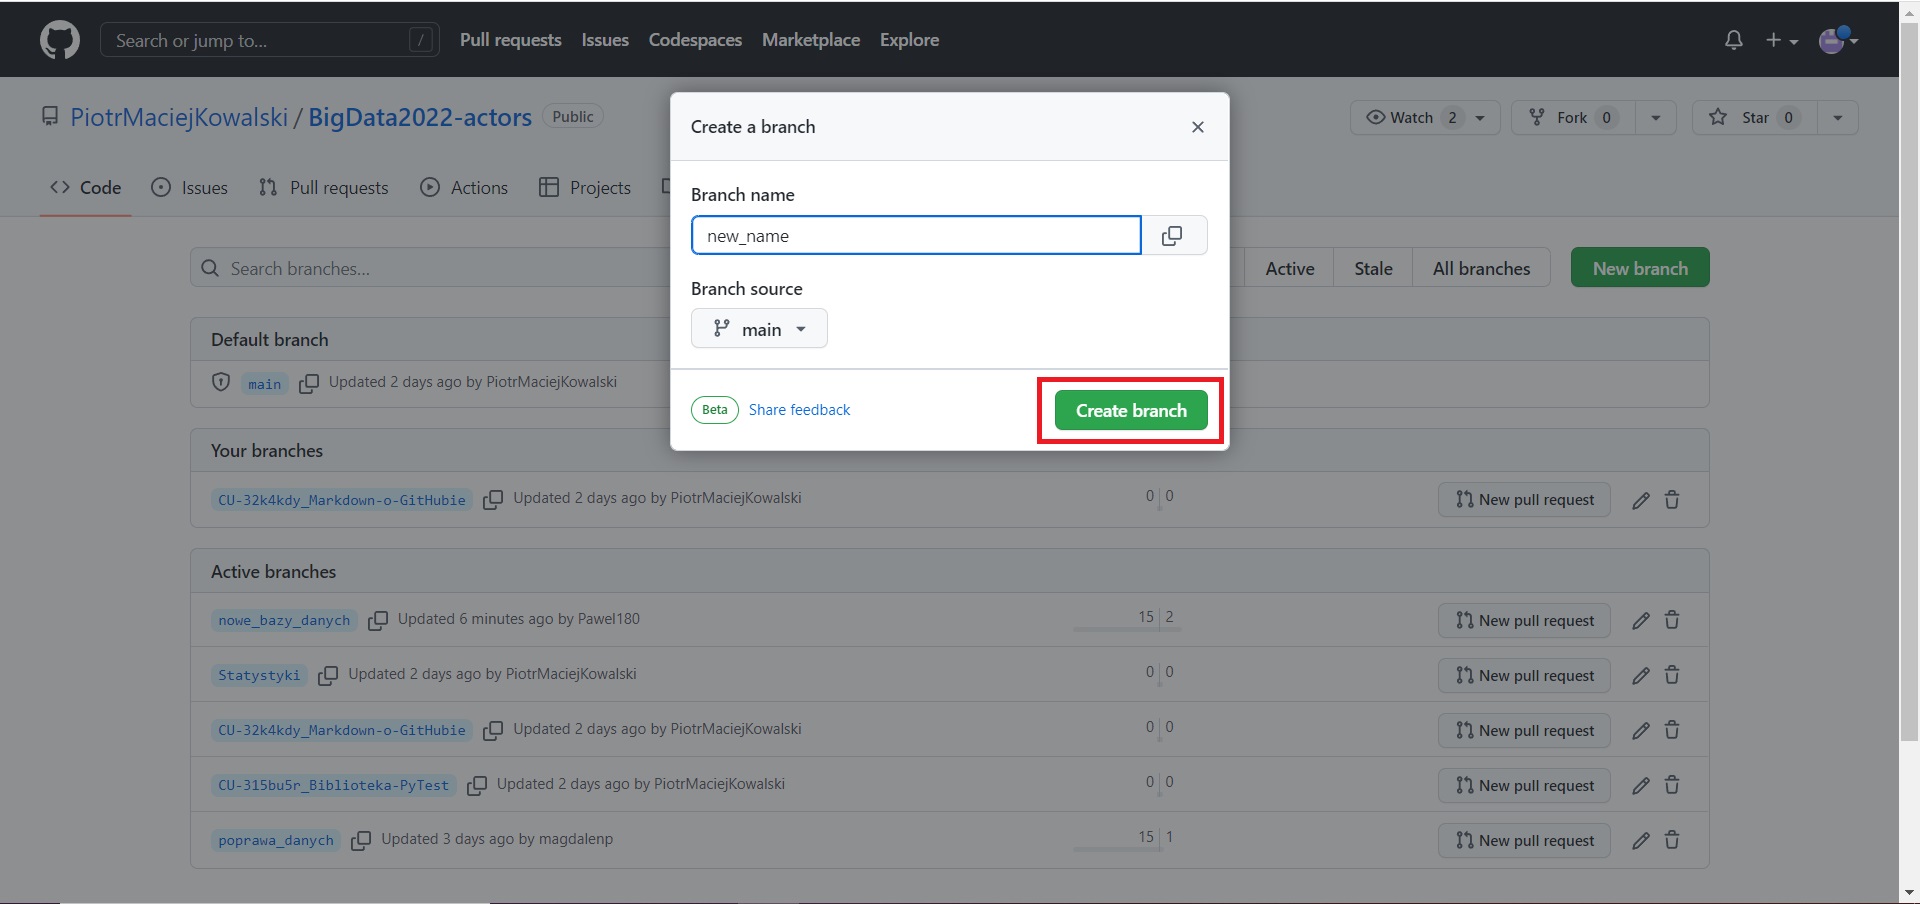 Search or jump to... / Pull requests Issues Codespaces Marketplace Explore
PiotrMaciejKowalski / BigData2022-actors Public Watch 2 Fork 0 Star 0
Create a branch
Code Issues Pull requests Actions Projects
Branch name
new_name
Search branches... Active Stale All branches New branch
Branch source
main
Default branch
main Updated 2 days ago by PiotrMaciejKowalski
Beta Share feedback Create branch
Your branches
CU-32k4kdy_Markdown-o-GitHubie Updated 2 days ago by PiotrMaciejKowalski 0 0 New pull request
Active branches
nowe_bazy_danych Updated 6 minutes ago by Pawel180 15 2 New pull request
Statystyki Updated 2 days ago by PiotrMaciejKowalski 0 0 New pull request
CU-32k4kdy_Markdown-o-GitHubie Updated 2 days ago by PiotrMaciejKowalski 0 0 New pull request
CU-315bu5r_Biblioteka-PyTest Updated 2 days ago by PiotrMaciejKowalski 0 0 New pull request
poprawa_danych Updated 3 days ago by magdalenp 15 1 New pull request